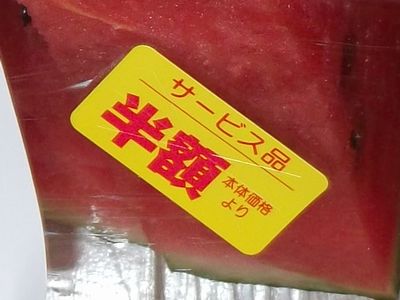 サービス品
半額
本体価格
より